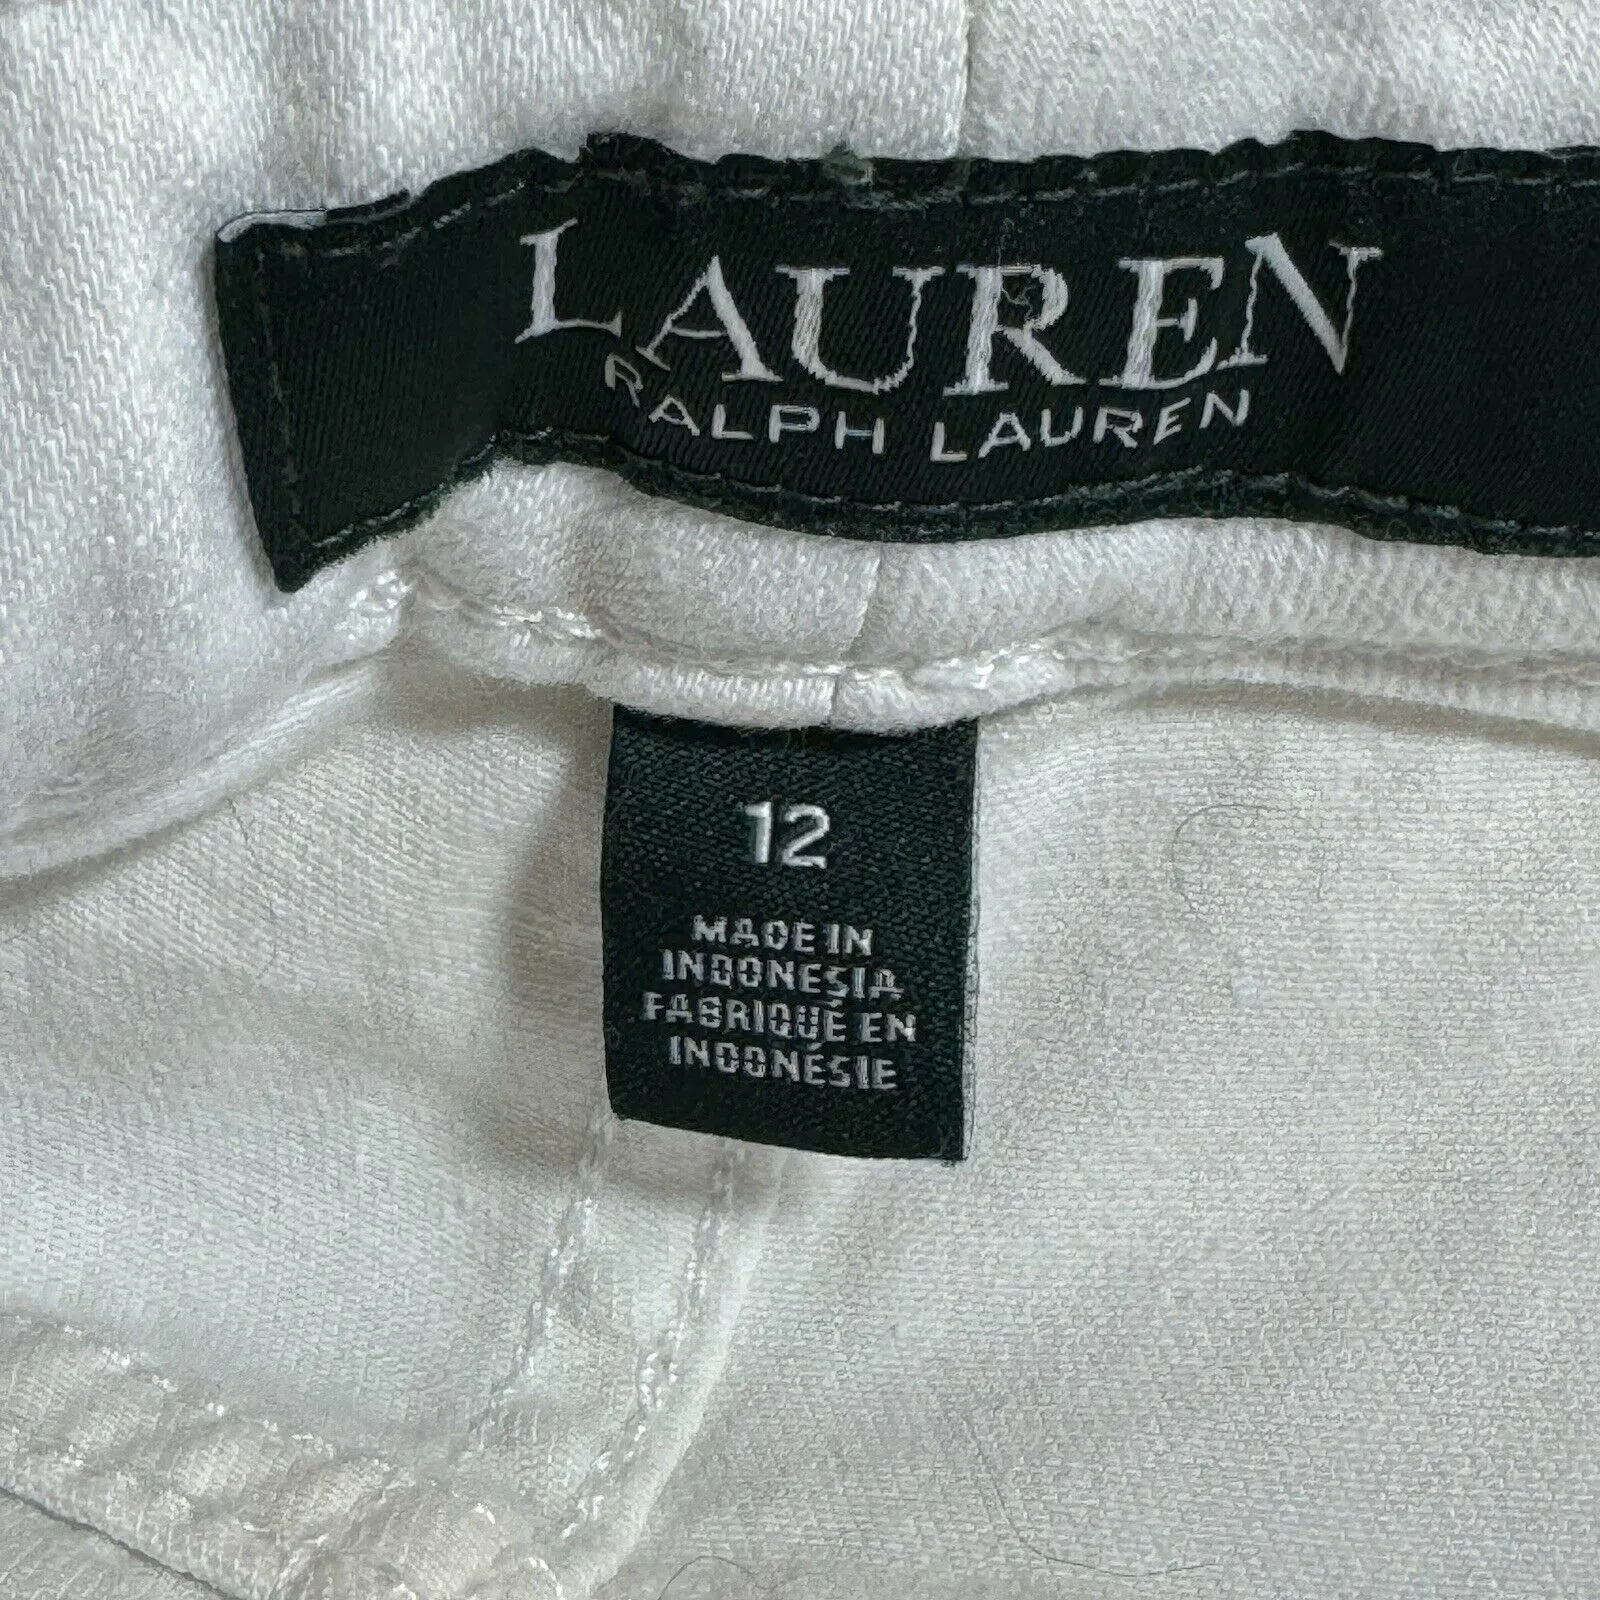 LAUREN
RALPH LAUREN
12
MADE IN
INDONESIA
FABRIQUÉ EN
INDONÉSIE